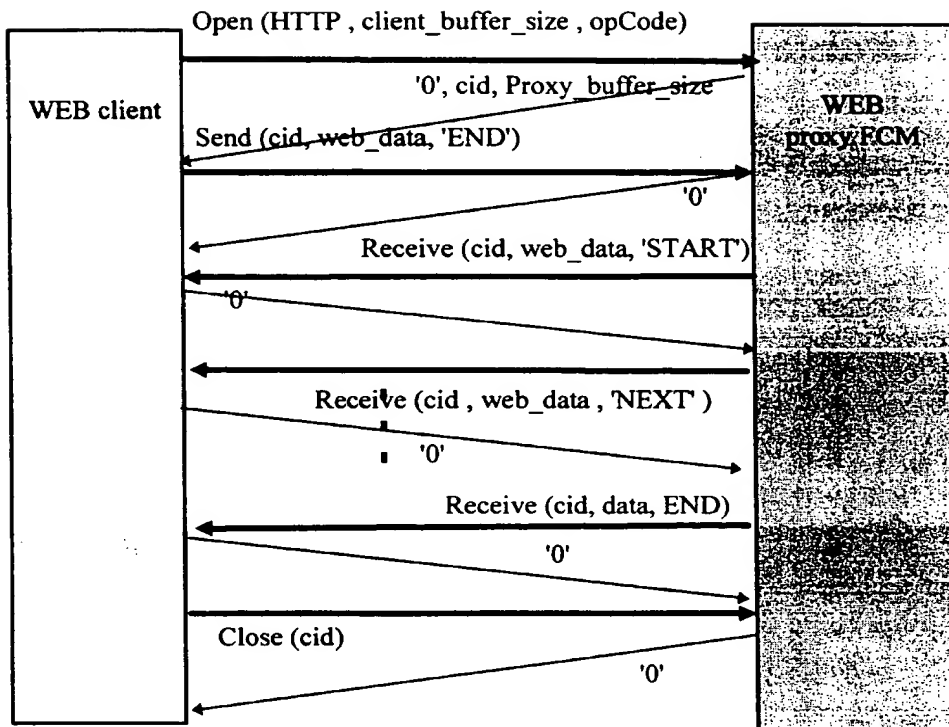 Open (HTTP , client_buffer_size , opCode)
'0', cid, Proxy_buffer_size
WEB client
WEB
proxy FCM
Send (cid, web_data, 'END')
'0'
Receive (cid, web_data, 'START')
'0'
Receive (cid , web_data , 'NEXT' )
'0'
Receive (cid, data, END)
'0'
Close (cid)
'0'